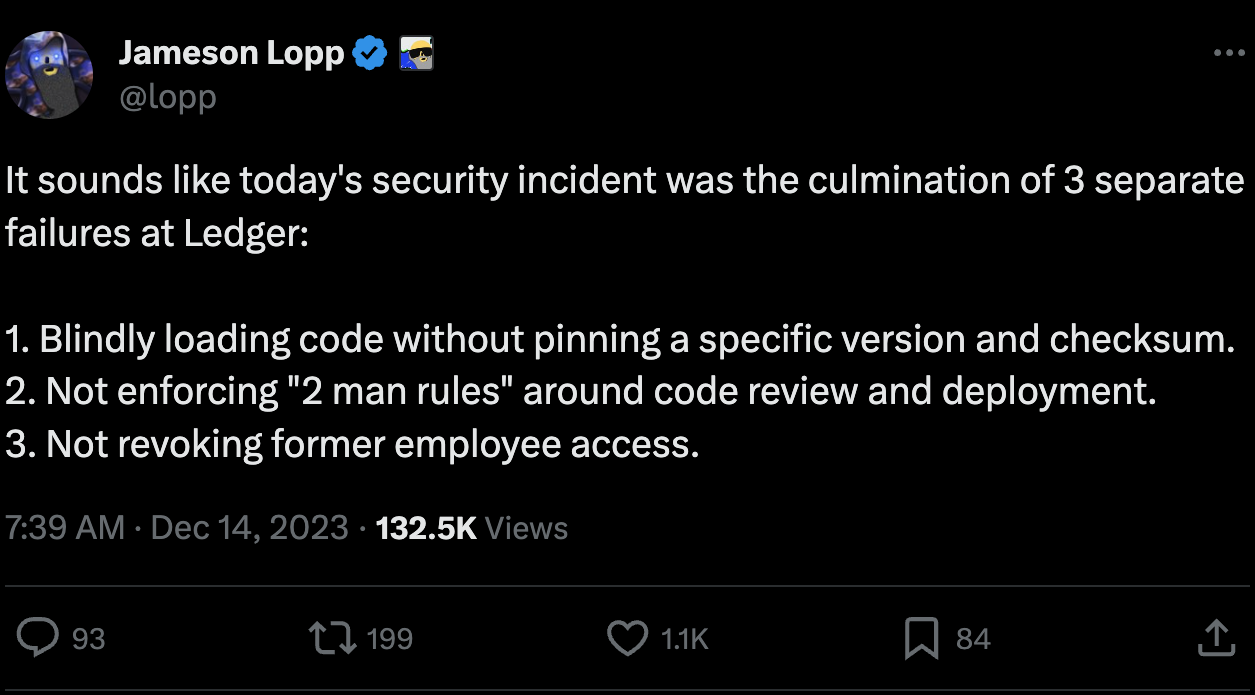 Jameson Lopp
@lopp
It sounds like today's security incident was the culmination of 3 separate
failures at Ledger:
1. Blindly loading code without pinning a specific version and checksum.
2. Not enforcing "2 man rules" around code review and deployment.
3. Not revoking former employee access.
7:39 AM · Dec 14, 2023 · 132.5K Views
93 199 1.1K 84